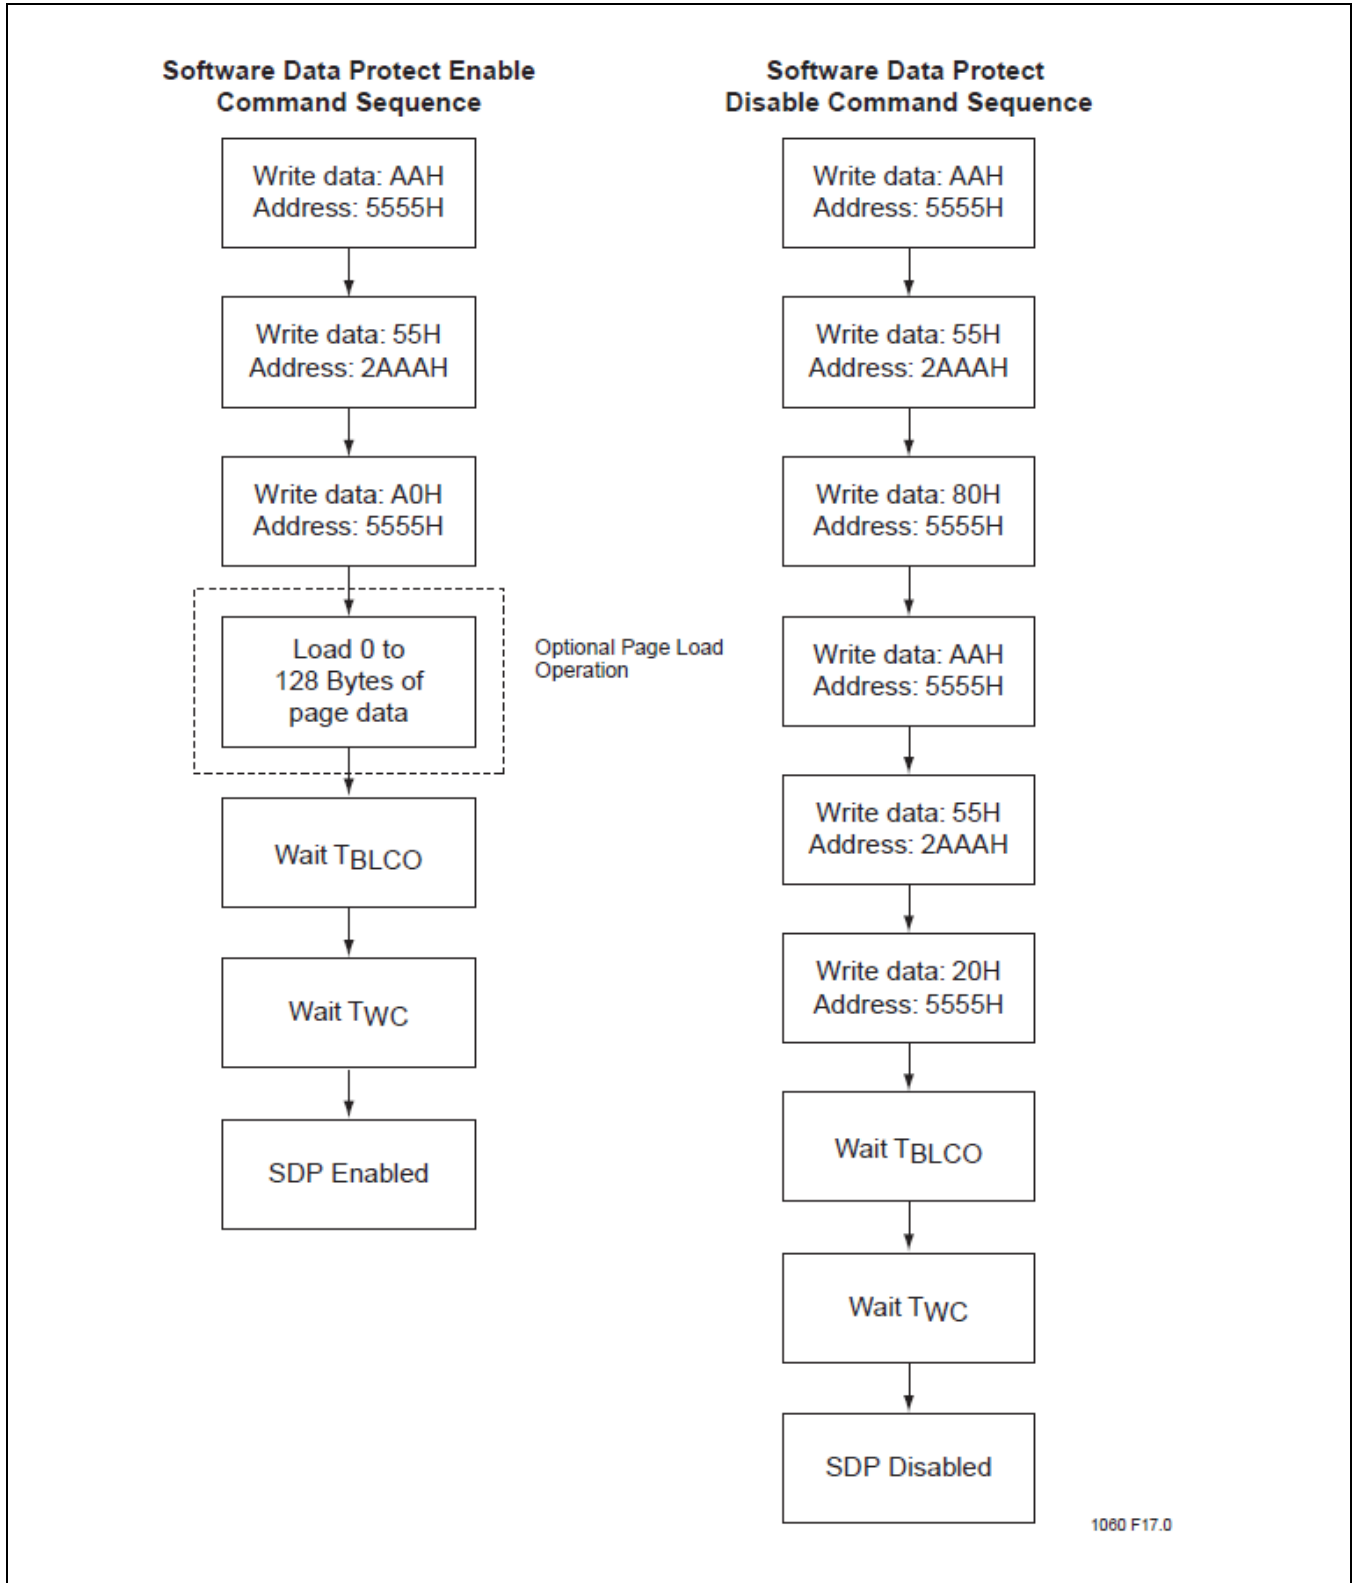 Software Data Protect Enable
Command Sequence
Write data: AAH
Address: 5555H
Write data: 55H
Address: 2AAAH
Write data: A0H
Address: 5555H
Load 0 to
128 Bytes of
page data
Optional Page Load
Operation
Wait TBLCO
Wait TWC
SDP Enabled
Software Data Protect
Disable Command Sequence
Write data: AAH
Address: 5555H
Write data: 55H
Address: 2AAAH
Write data: 80H
Address: 5555H
Write data: AAH
Address: 5555H
Write data: 55H
Address: 2AAAH
Write data: 20H
Address: 5555H
Wait TBLCO
Wait TWC
SDP Disabled
1060 F17.0